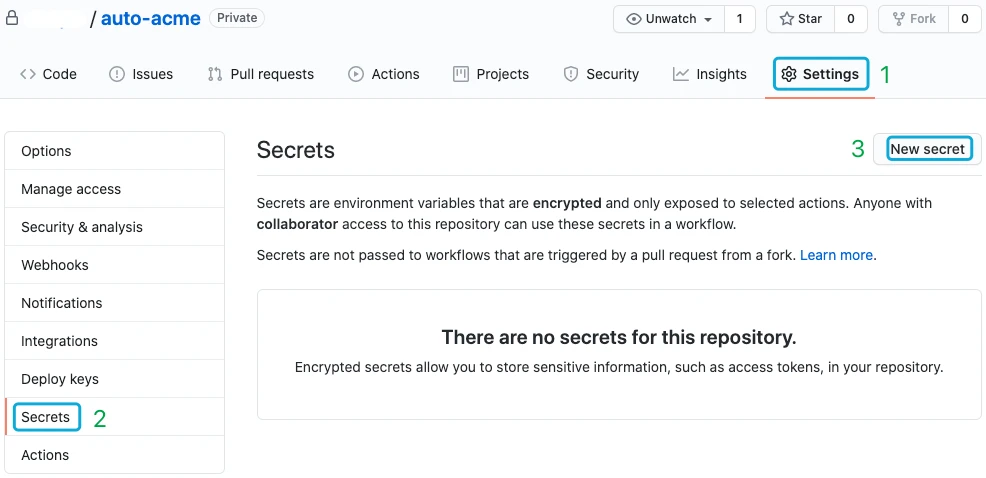 / auto-acme Private Unwatch 1 Star 0 Fork 0
Code Issues Pull requests Actions Projects Security Insights Settings 1
Options
Manage access
Security & analysis
Webhooks
Notifications
Integrations
Deploy keys
Secrets 2
Actions
Secrets 3 New secret
Secrets are environment variables that are encrypted and only exposed to selected actions. Anyone with
collaborator access to this repository can use these secrets in a workflow.
Secrets are not passed to workflows that are triggered by a pull request from a fork. Learn more.
There are no secrets for this repository.
Encrypted secrets allow you to store sensitive information, such as access tokens, in your repository.